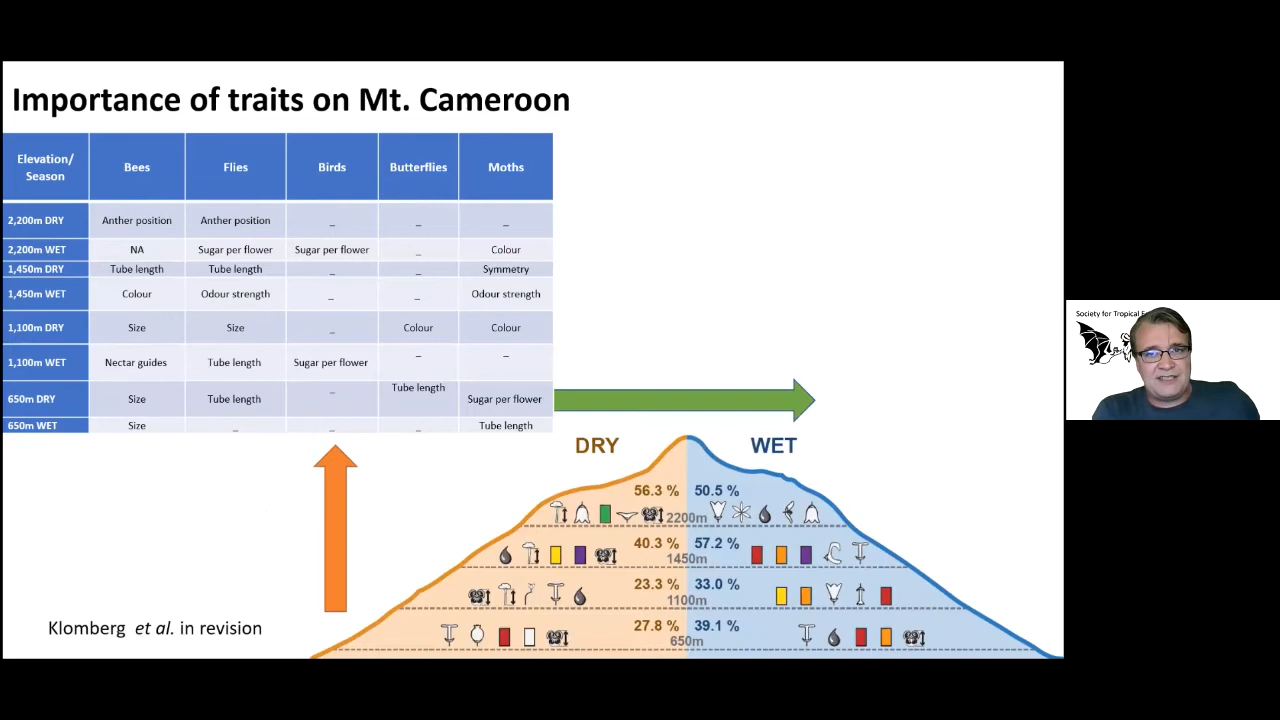 Importance of traits on Mt. Cameroon
Elevation/ Season Bees Flies Birds Butterflies Moths
2,200m DRY Anther position Anther position _ _ _
2,200m WET NA Sugar per flower Sugar per flower _ Colour
1,450m DRY Tube length Tube length _ _ Symmetry
1,450m WET Colour Odour strength _ _ Odour strength
1,100m DRY Size Size _ Colour Colour
1,100m WET Nectar guides Tube length Sugar per flower _ _
650m DRY Size Tube length _ Tube length Sugar per flower
650m WET Size _ _ _ Tube length
DRY WET
56.3 % 50.5 %
2200m
40.3 % 57.2 %
1450m
23.3 % 33.0 %
1100m
27.8 % 39.1 %
650m
Klomberg et al. in revision
Society for Tropical